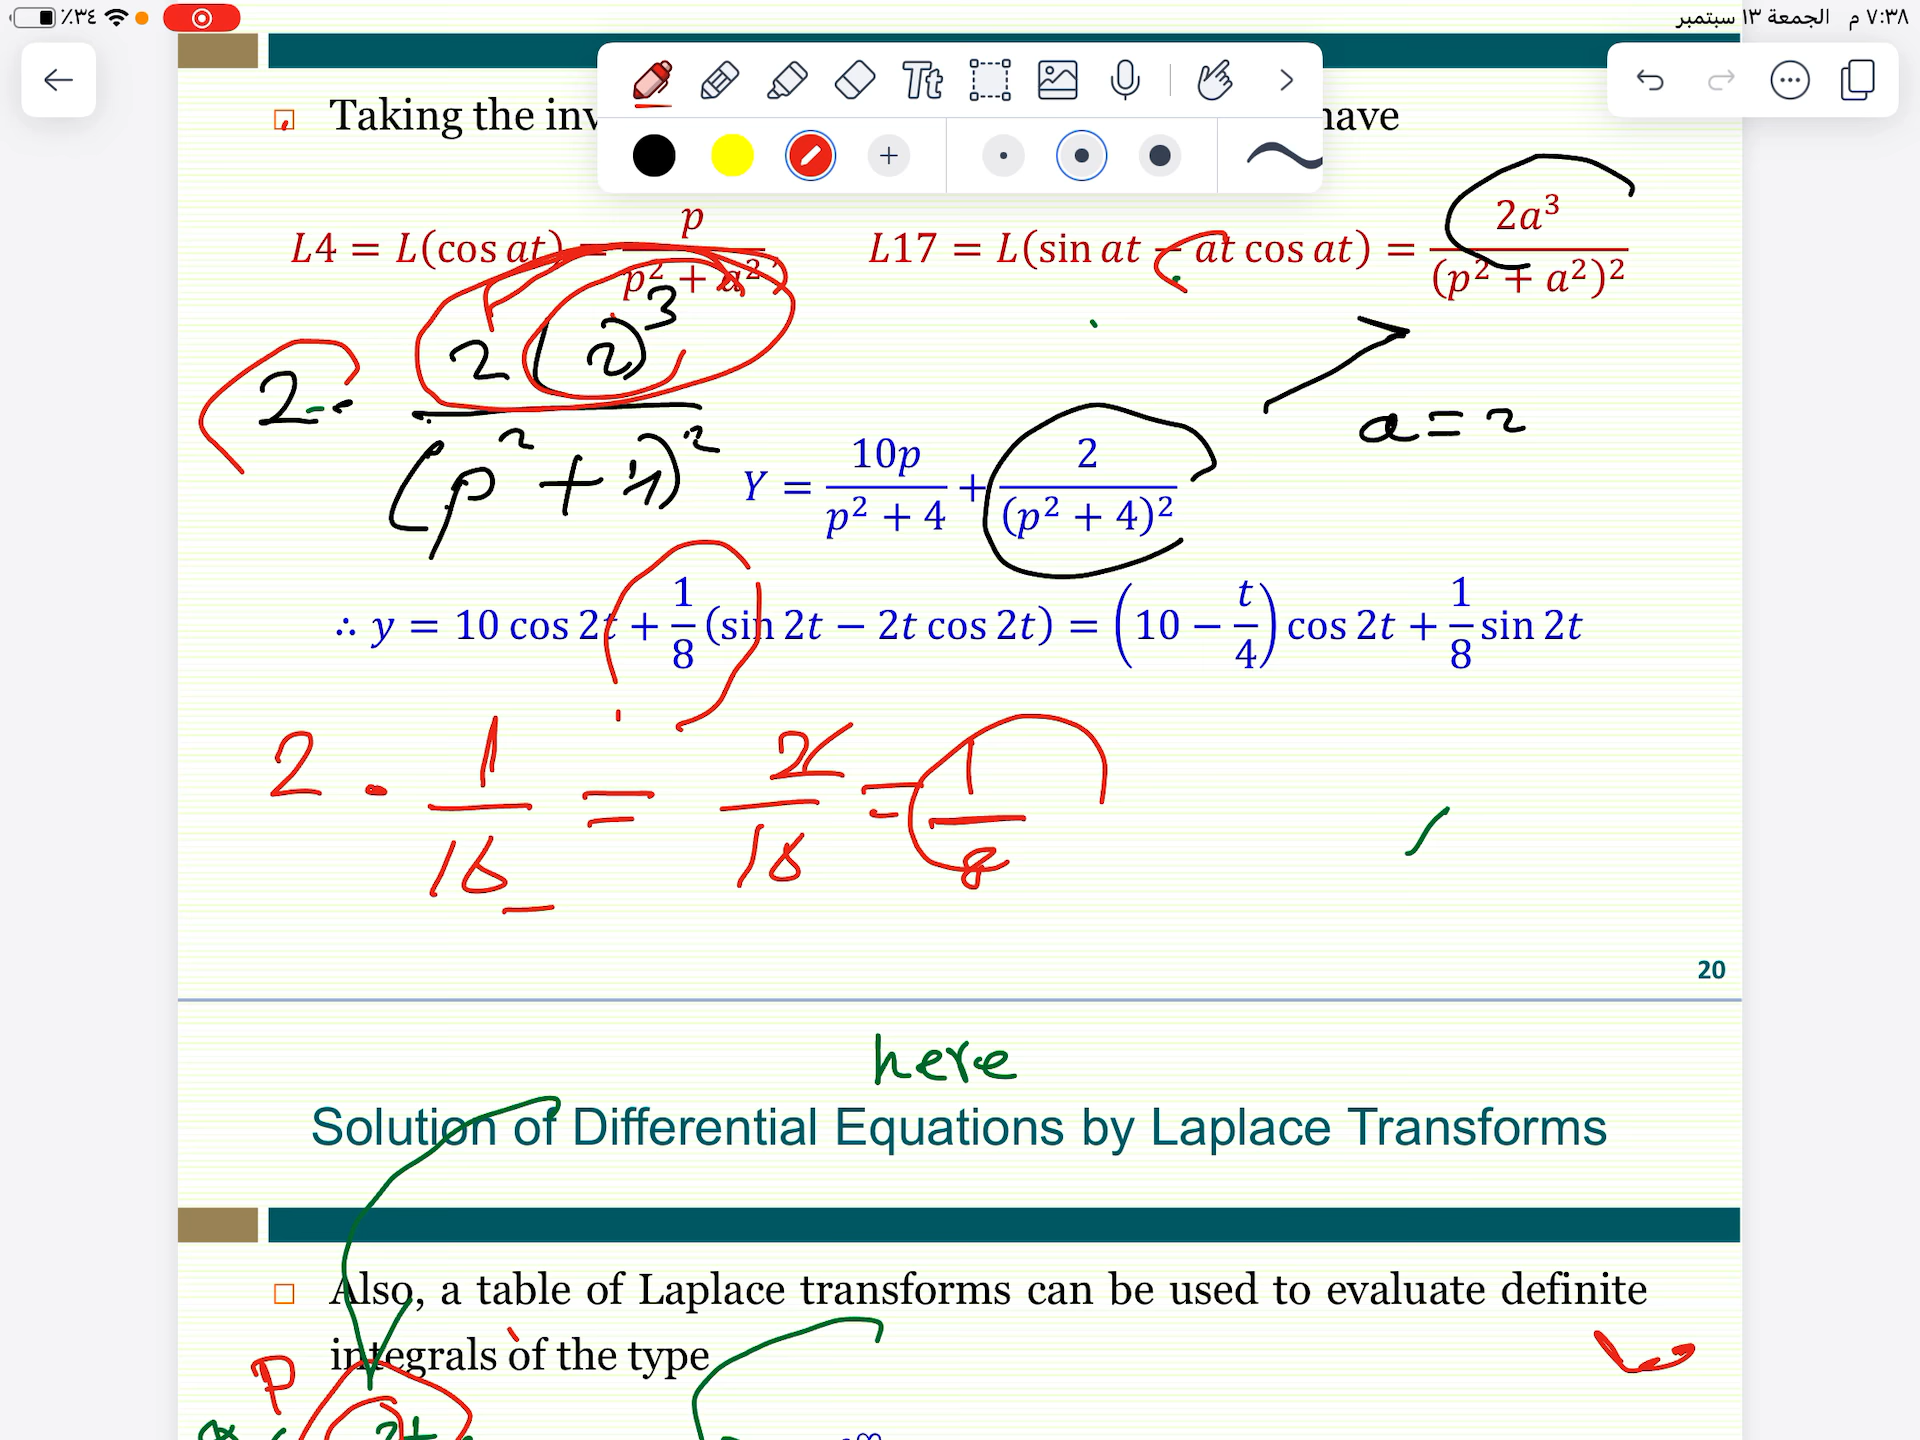 ٪٣٤
٧:٣٨ م الجمعة ١٣ سبتمبر
Tt
Taking the inv have
L4 = L(cos at) = p / (p² + a²)
L17 = L(sin at − at cos at) = 2a³ / (p² + a²)²
2 · 2 (2)³ / (p² + 4)²
a = 2
Y = 10p / (p² + 4) + 2 / (p² + 4)²
∴ y = 10 cos 2t + 1/8 (sin 2t − 2t cos 2t) = (10 − t/4) cos 2t + 1/8 sin 2t
2 · 1/16 = 2/16 = 1/8
20
here
Solution of Differential Equations by Laplace Transforms
Also, a table of Laplace transforms can be used to evaluate definite
integrals of the type
P
2t
∞